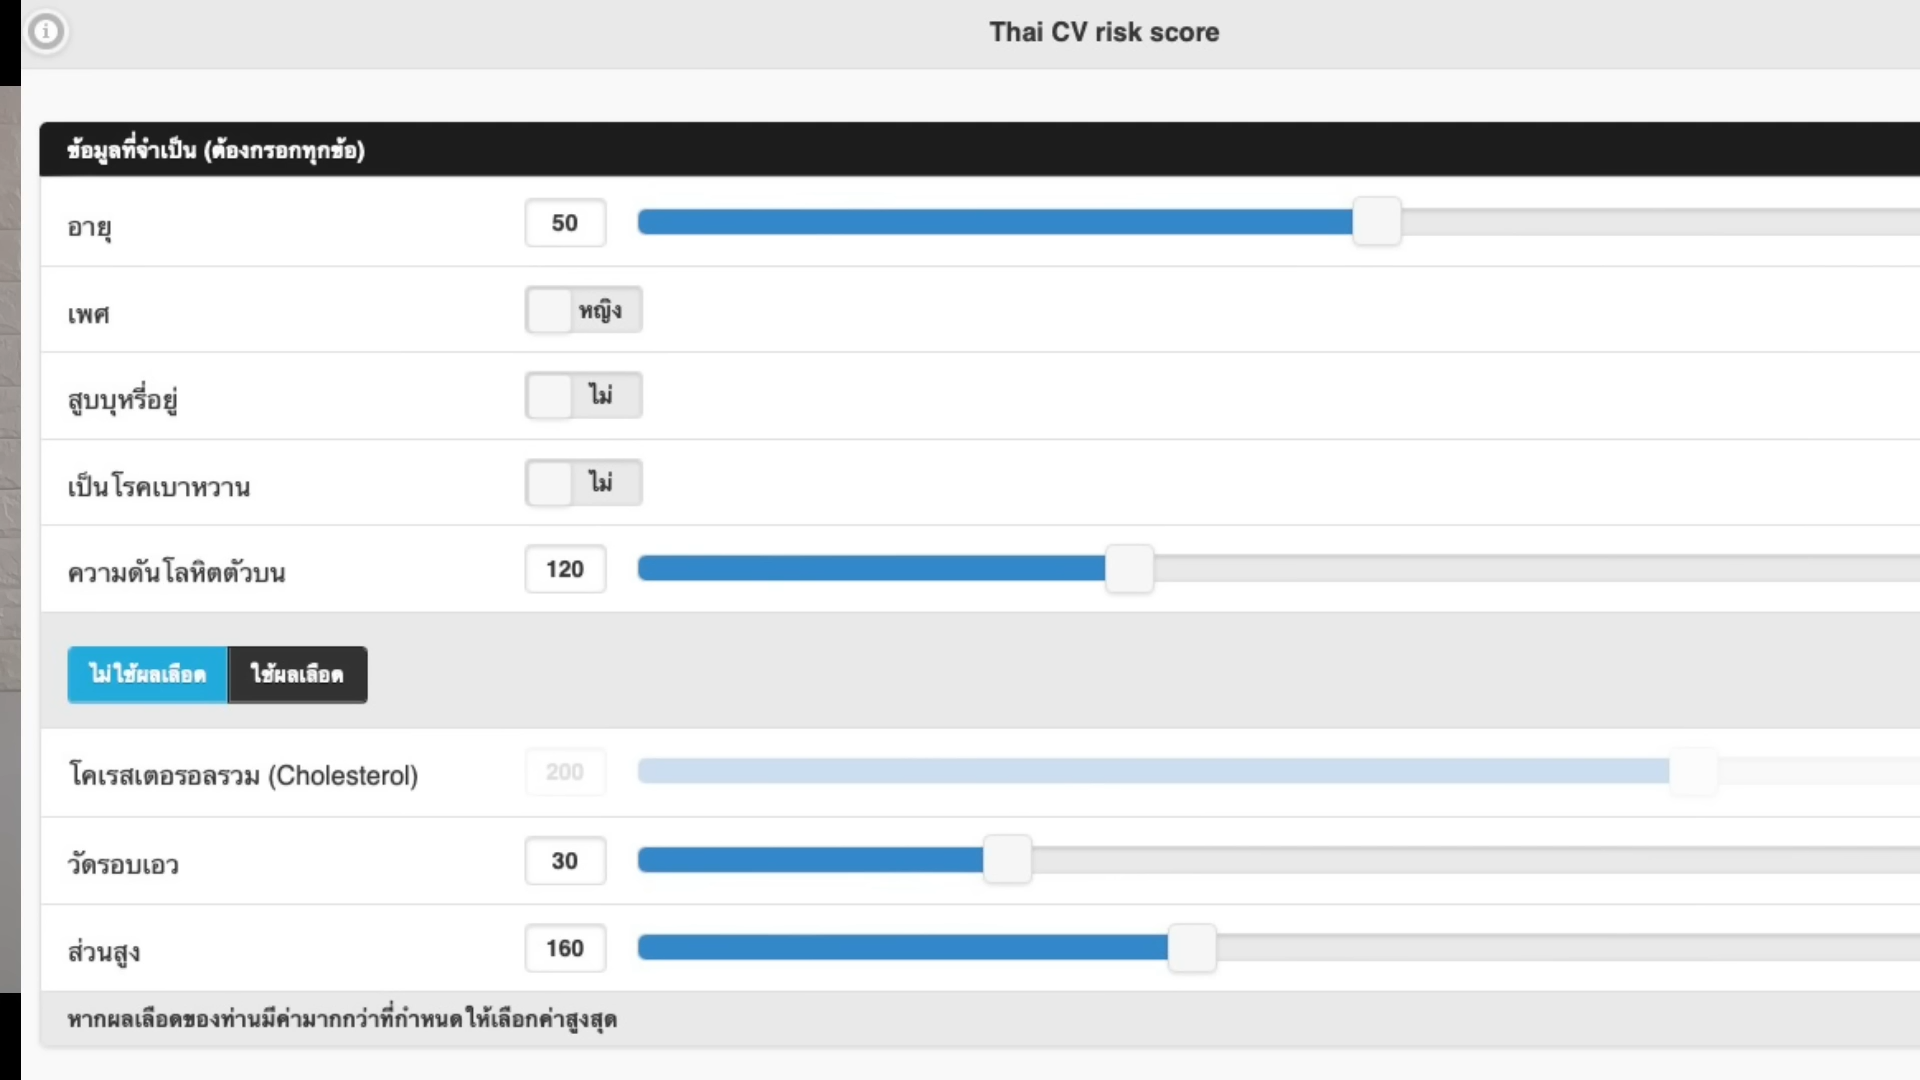 Thai CV risk score
ข้อมูลที่จำเป็น (ต้องกรอกทุกข้อ)
อายุ 50
เพศ หญิง
สูบบุหรี่อยู่ ไม่
เป็นโรคเบาหวาน ไม่
ความดันโลหิตตัวบน 120
ไม่ใช้ผลเลือด ใช้ผลเลือด
โคเรสเตอรอลรวม (Cholesterol) 200
วัดรอบเอว 30
ส่วนสูง 160
หากผลเลือดของท่านมีค่ามากกว่าที่กำหนดให้เลือกค่าสูงสุด